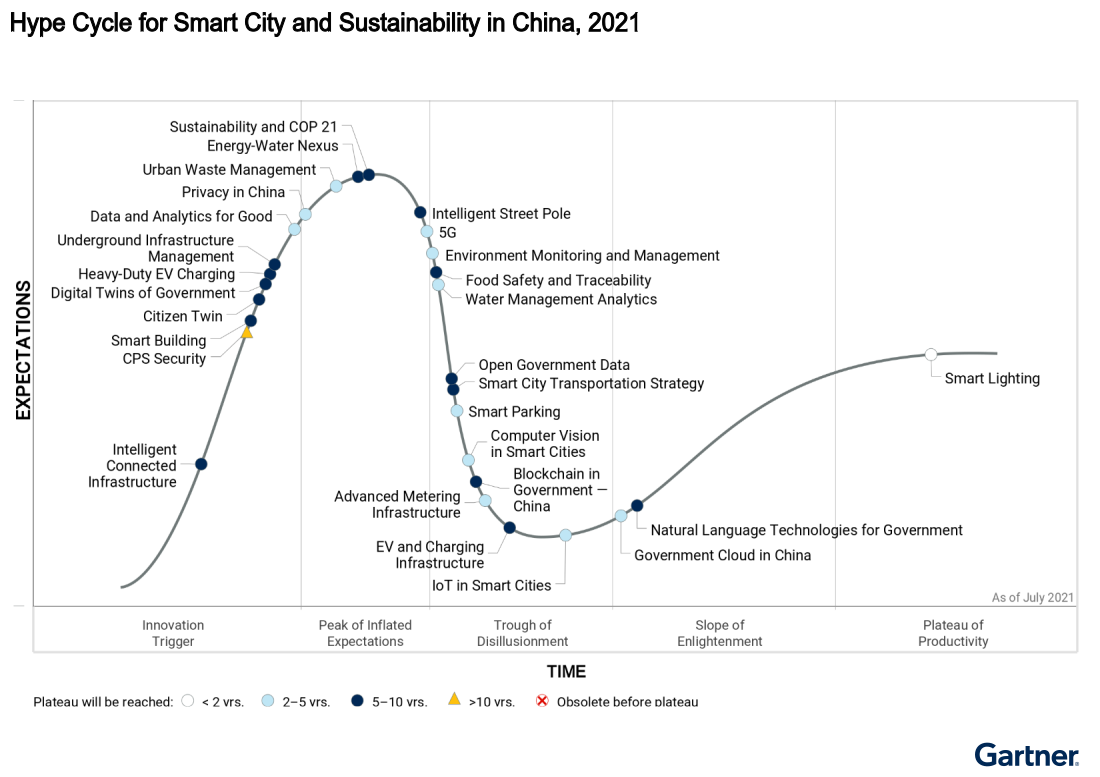 Hype Cycle for Smart City and Sustainability in China, 2021
Sustainability and COP 21
Energy-Water Nexus
Urban Waste Management
Privacy in China
Data and Analytics for Good
Underground Infrastructure
Management
Heavy-Duty EV Charging
Digital Twins of Government
Citizen Twin
Smart Building
CPS Security
Intelligent
Connected
Infrastructure
Intelligent Street Pole
5G
Environment Monitoring and Management
Food Safety and Traceability
Water Management Analytics
Open Government Data
Smart City Transportation Strategy
Smart Parking
Computer Vision
in Smart Cities
Blockchain in
Government —
China
Advanced Metering
Infrastructure
EV and Charging
Infrastructure
IoT in Smart Cities
Natural Language Technologies for Government
Government Cloud in China
Smart Lighting
EXPECTATIONS
As of July 2021
Innovation
Trigger
Peak of Inflated
Expectations
Trough of
Disillusionment
Slope of
Enlightenment
Plateau of
Productivity
TIME
Plateau will be reached: < 2 yrs. 2–5 yrs. 5–10 yrs. >10 yrs. Obsolete before plateau
Gartner